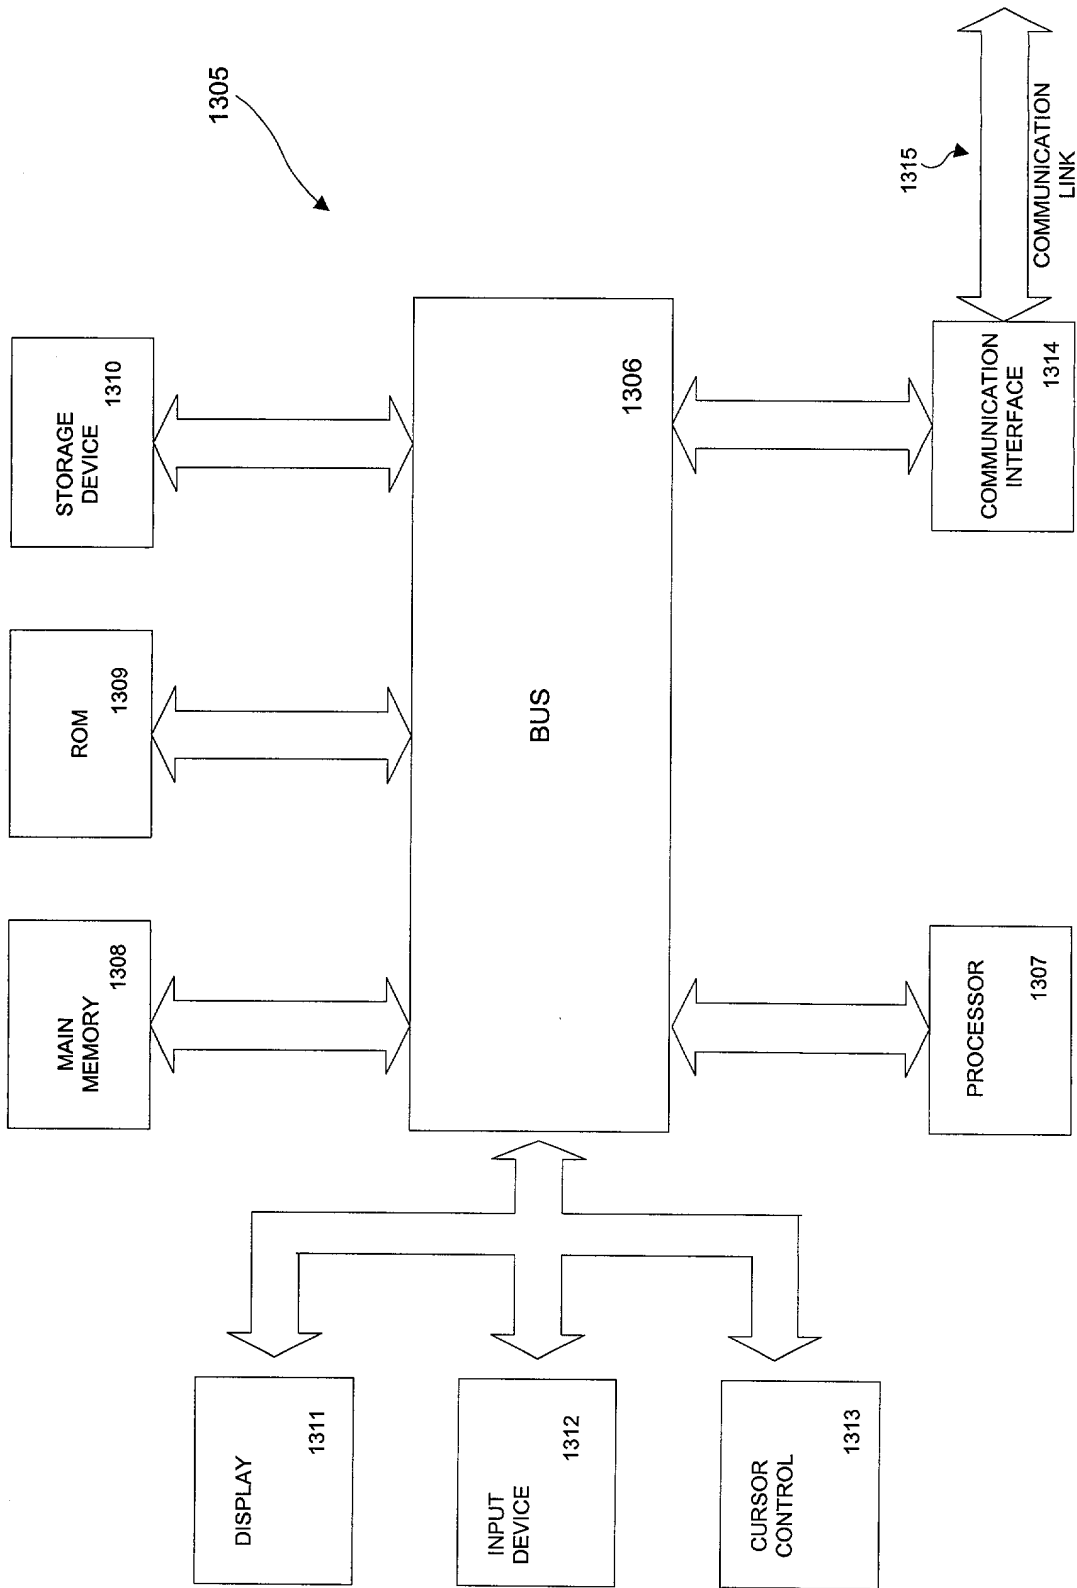 1305
MAIN
MEMORY
1308
ROM
1309
STORAGE
DEVICE
1310
DISPLAY
1311
INPUT
DEVICE
1312
CURSOR
CONTROL
1313
BUS
1306
PROCESSOR
1307
COMMUNICATION
INTERFACE
1314
1315
COMMUNICATION
LINK